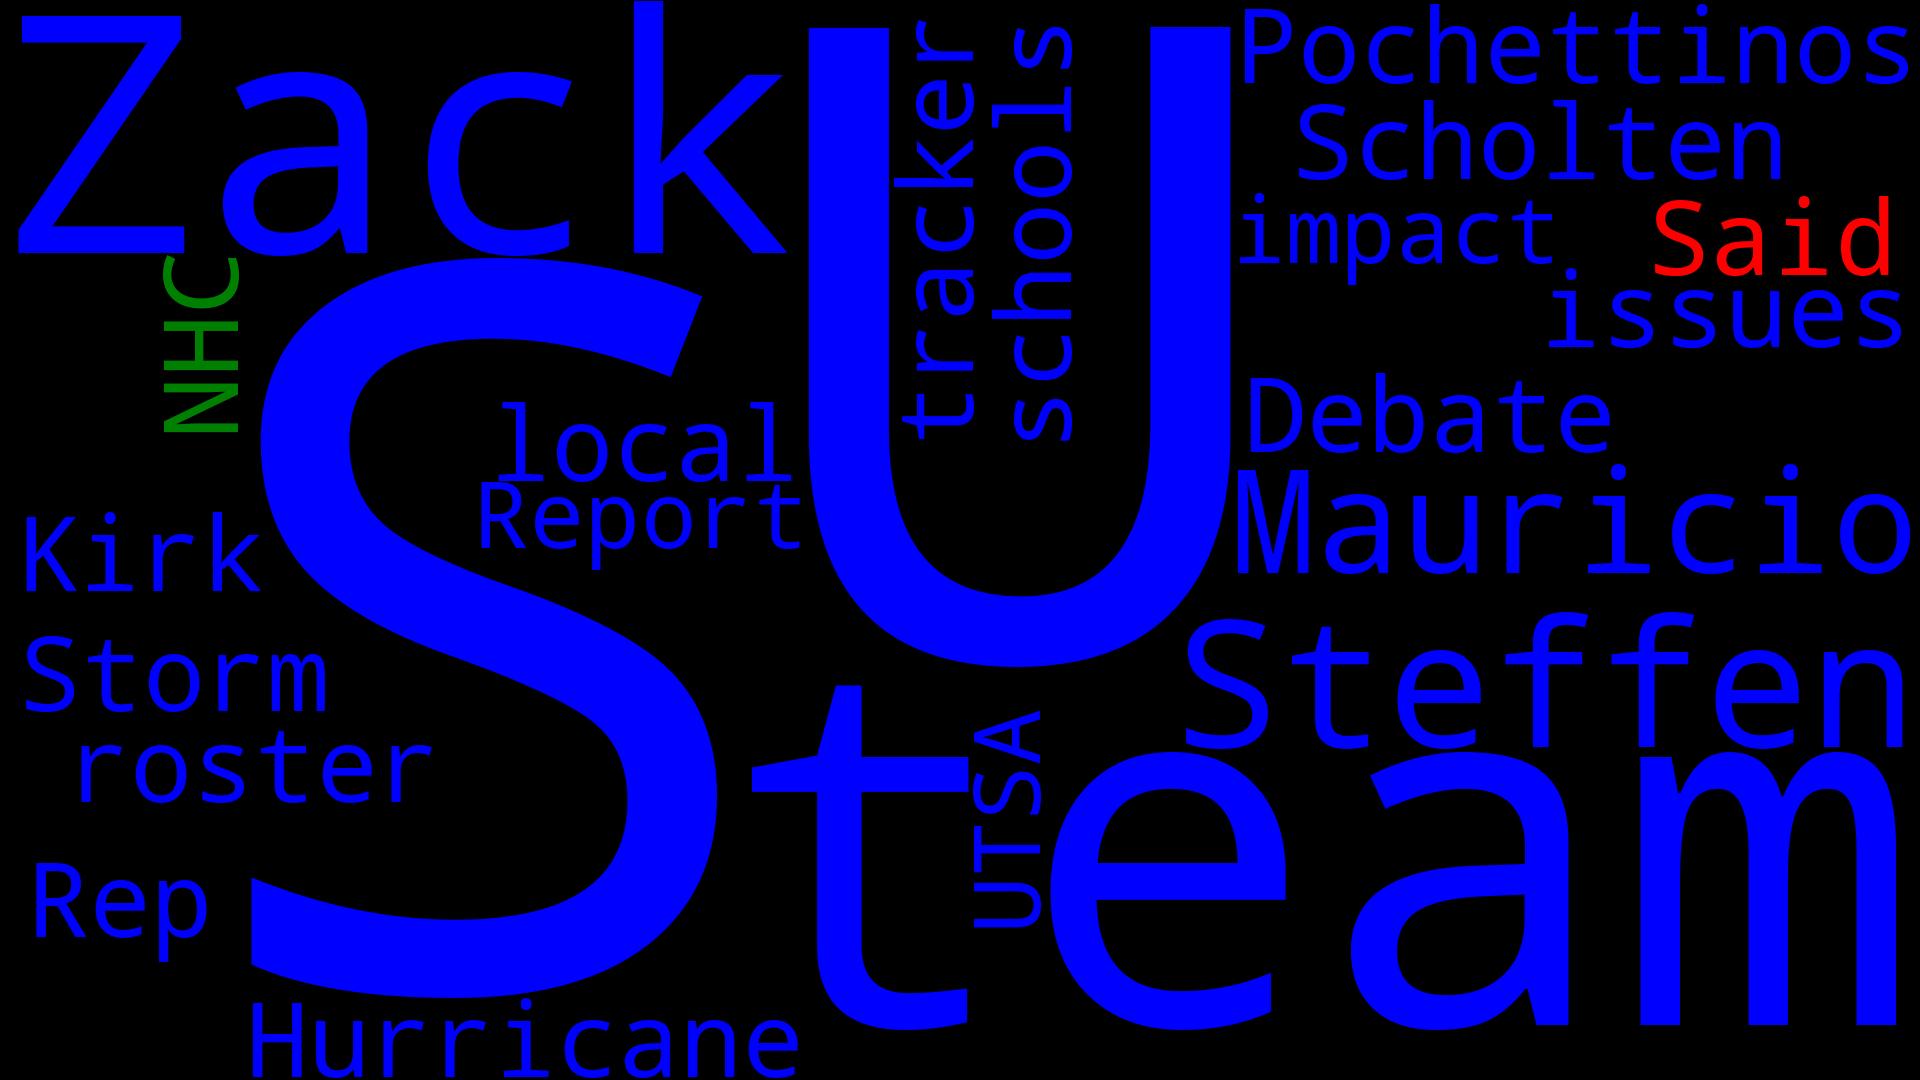 Zack
U
tracker
schools
Pochettinos
Scholten
impact
Said
issues
NHC
S
local
Report
Debate
Mauricio
Kirk
Storm
roster
Steffen
team
UTSA
Rep
Hurricane